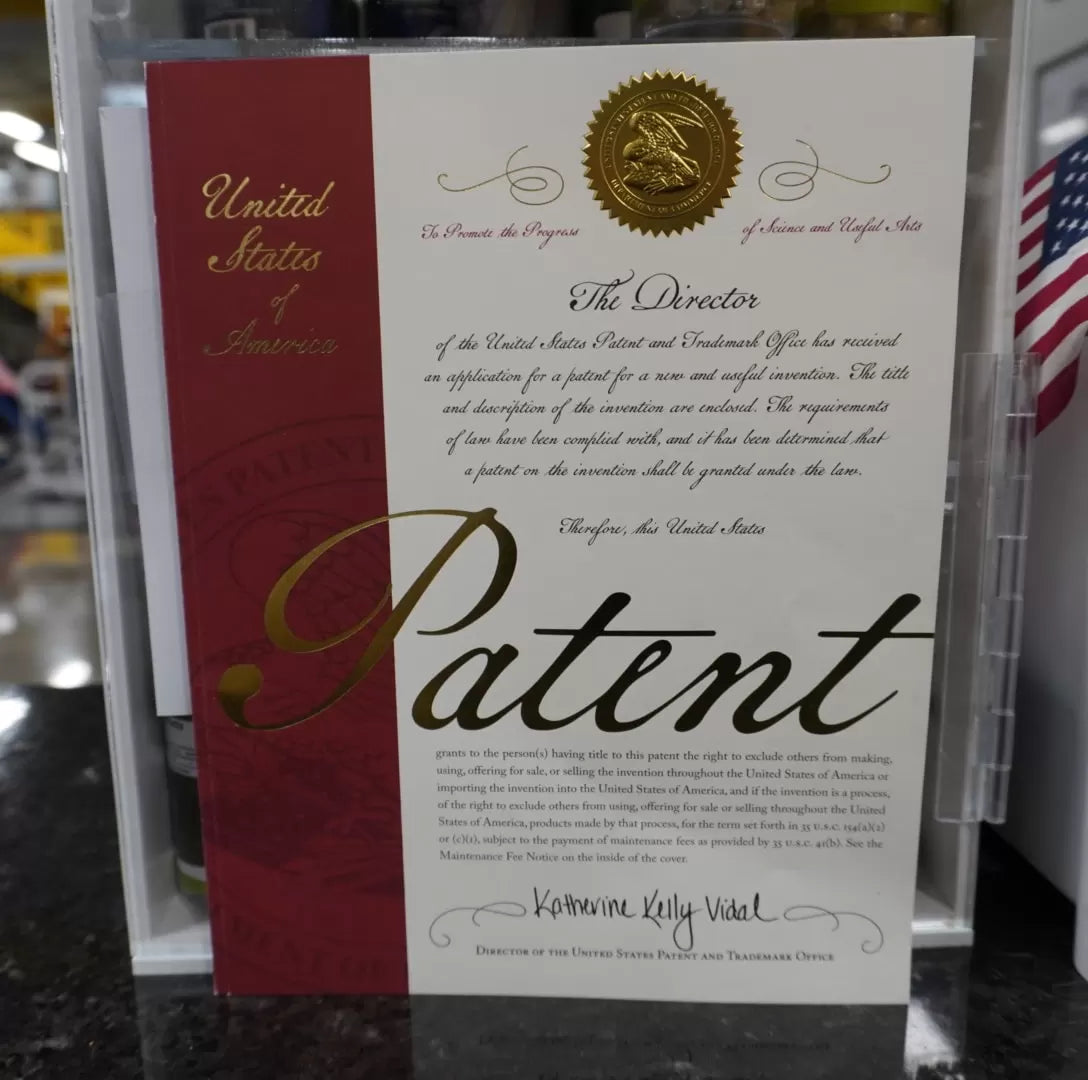 United
States
of
America
To Promote the Progress
of Science and Useful Arts
The Director
of the United States Patent and Trademark Office has received
an application for a patent for a new and useful invention. The title
and description of the invention are enclosed. The requirements
of law have been complied with, and it has been determined that
a patent on the invention shall be granted under the law.
Therefore, this United States
Patent
grants to the person(s) having title to this patent the right to exclude others from making,
using, offering for sale, or selling the invention throughout the United States of America or
importing the invention into the United States of America, and if the invention is a process,
of the right to exclude others from using, offering for sale or selling throughout the United
States of America, products made by that process, for the term set forth in 35 U.S.C. 154(a)(2)
or (c)(1), subject to the payment of maintenance fees as provided by 35 U.S.C. 41(b). See the
Maintenance Fee Notice on the inside of the cover.
Katherine Kelly Vidal
Director of the United States Patent and Trademark Office